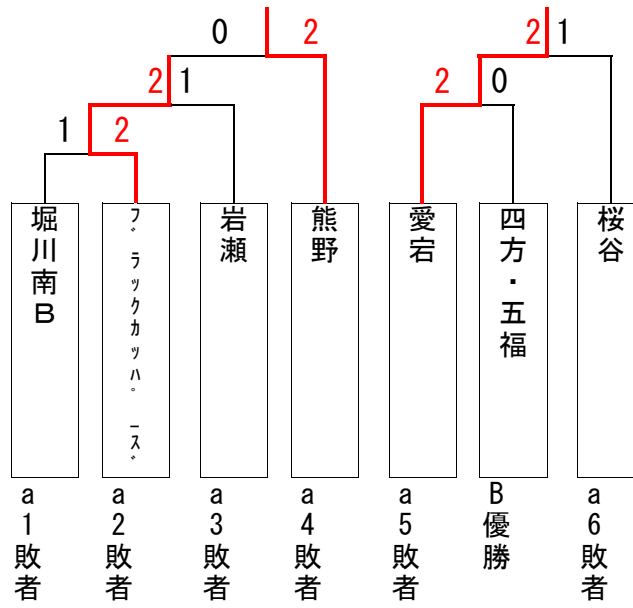 0 2 2 1
2 1 2 0
1 2
堀川南B
ブラックカッパーズ
岩瀬
熊野
愛宕
四方・五福
桜谷
a1敗者
a2敗者
a3敗者
a4敗者
a5敗者
B優勝
a6敗者